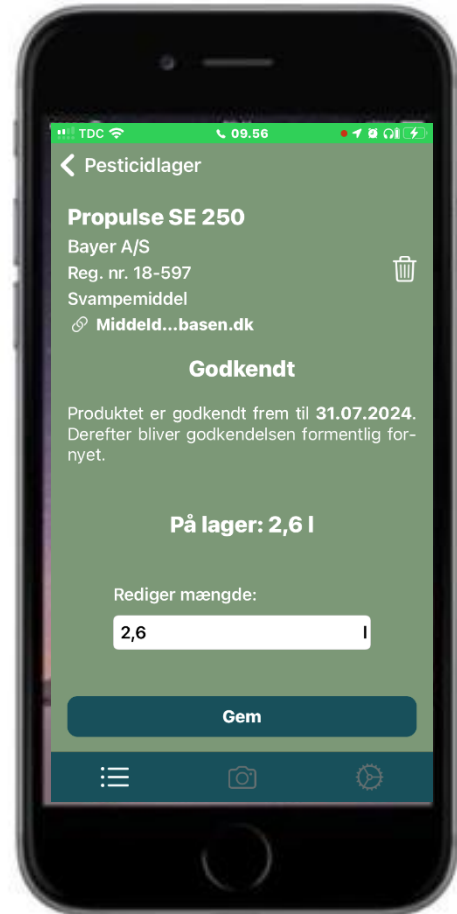 TDC 09.56
Pesticidlager
Propulse SE 250
Bayer A/S
Reg. nr. 18-597
Svampemiddel
Middeld...basen.dk
Godkendt
Produktet er godkendt frem til 31.07.2024.
Derefter bliver godkendelsen formentlig for-
nyet.
På lager: 2,6 l
Rediger mængde:
2,6 l
Gem